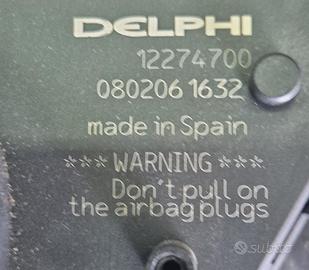 DELPHI
12274700
080206 1632
made in Spain
*** WARNING ***
Don't pull on
the airbag plugs
subito